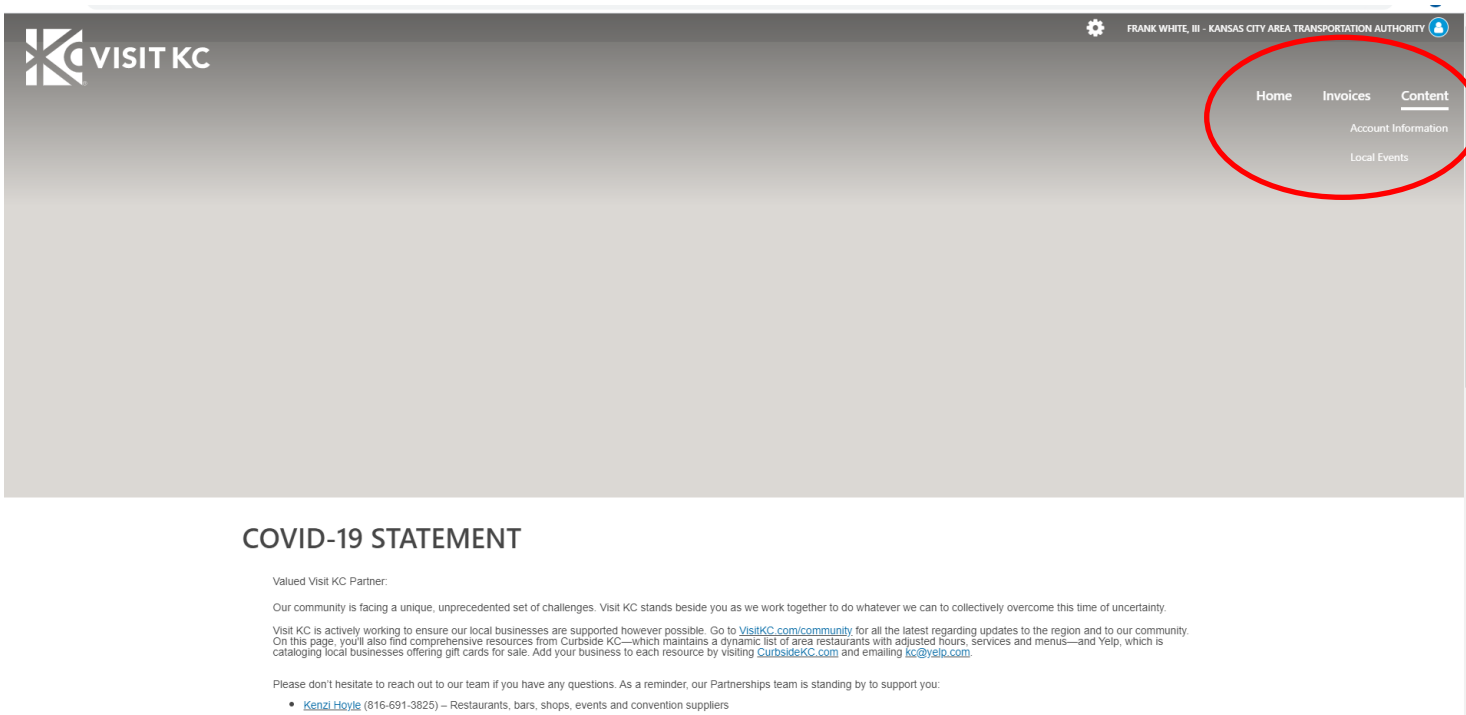 FRANK WHITE, III - KANSAS CITY AREA TRANSPORTATION AUTHORITY
KC VISIT KC
Home Invoices Content
Account Information
Local Events
COVID-19 STATEMENT
Valued Visit KC Partner:
Our community is facing a unique, unprecedented set of challenges. Visit KC stands beside you as we work together to do whatever we can to collectively overcome this time of uncertainty.
Visit KC is actively working to ensure our local businesses are supported however possible. Go to VisitKC.com/community for all the latest regarding updates to the region and to our community.
On this page, you'll also find comprehensive resources from Curbside KC—which maintains a dynamic list of area restaurants with adjusted hours, services and menus—and Yelp, which is
cataloging local businesses offering gift cards for sale. Add your business to each resource by visiting CurbsideKC.com and emailing kc@yelp.com.
Please don't hesitate to reach out to our team if you have any questions. As a reminder, our Partnerships team is standing by to support you:
• Kenzi Hoyle (816-691-3825) – Restaurants, bars, shops, events and convention suppliers